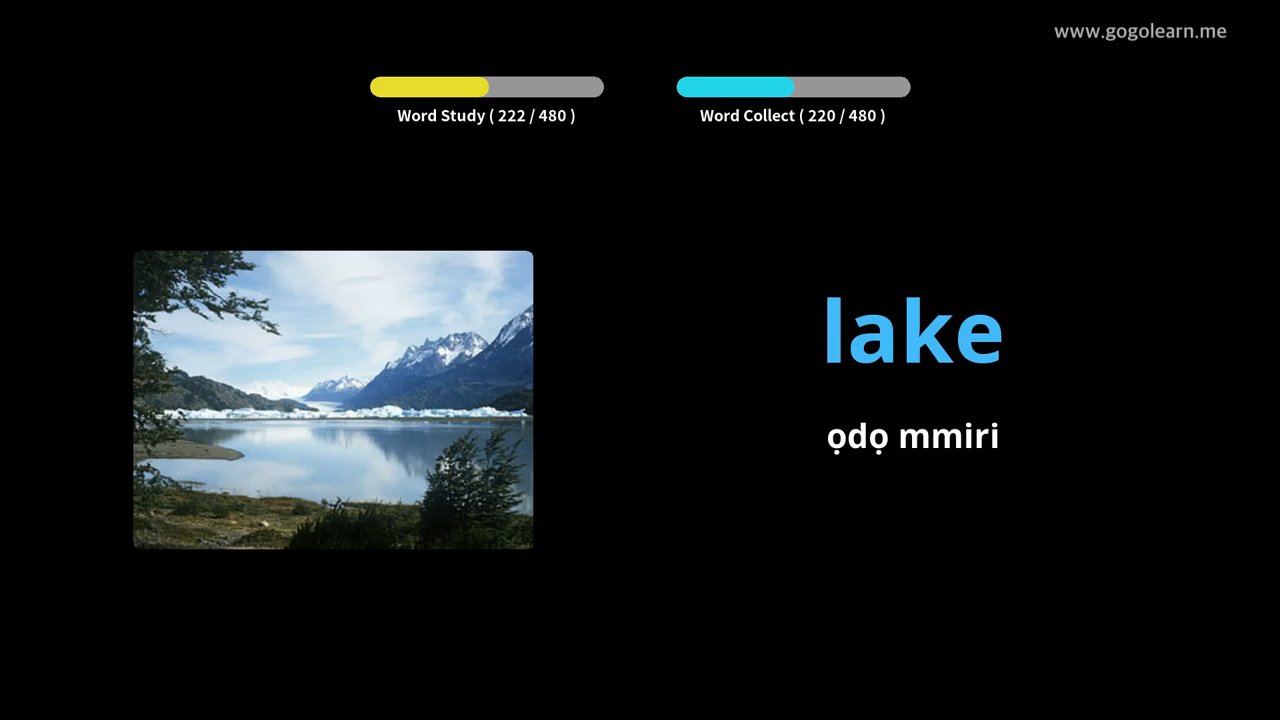 www.gogolearn.me
Word Study ( 222 / 480 )
Word Collect ( 220 / 480 )
lake
ọdọ mmiri